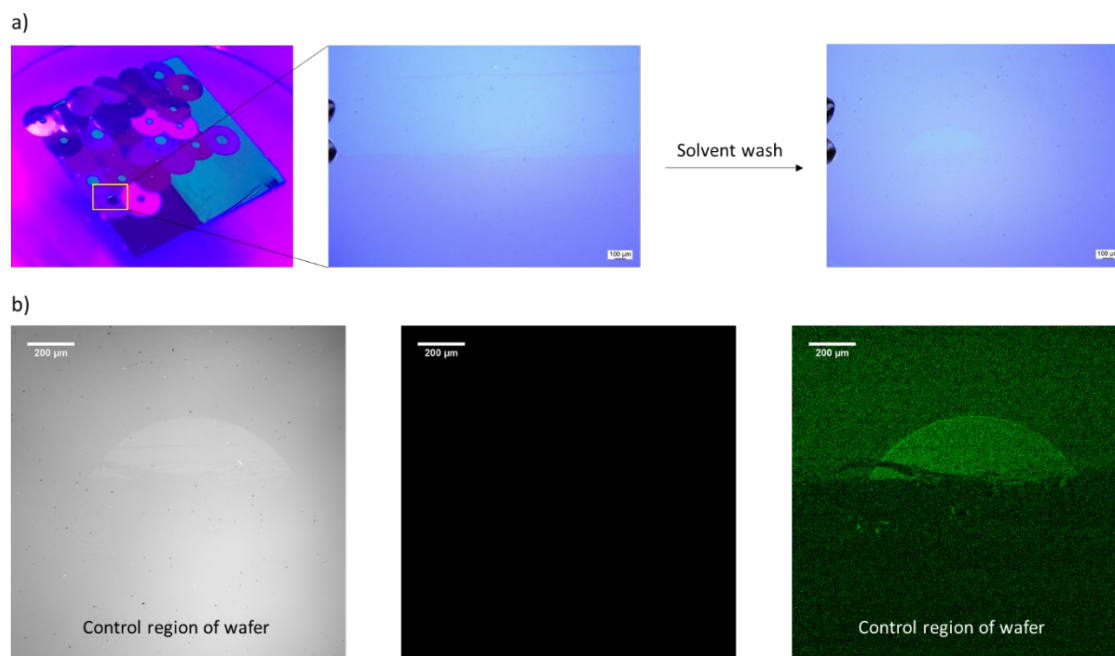 a)
100 µm
Solvent wash
100 µm
b)
200 µm
200 µm
200 µm
Control region of wafer
Control region of wafer